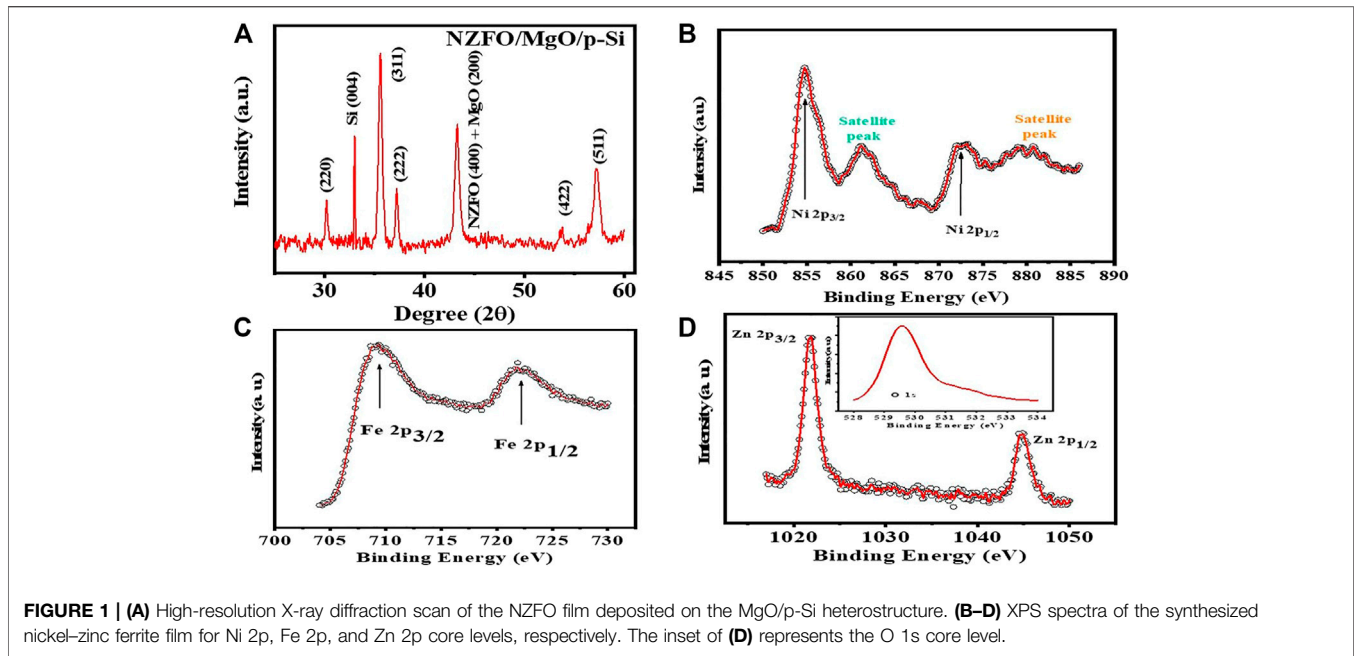 A
NZFO/MgO/p-Si
Intensity (a.u.)
(220)
Si (004)
(311)
(222)
NZFO (400) + MgO (200)
(422)
(511)
30 40 50 60
Degree (2θ)
B
Intensity (a.u.)
Satellite
peak
Satellite
peak
Ni 2p3/2
Ni 2p1/2
845 850 855 860 865 870 875 880 885 890
Binding Energy (eV)
C
Intensity (a. u)
Fe 2p3/2
Fe 2p1/2
700 705 710 715 720 725 730
Binding Energy (eV)
D
Intensity (a. u)
Zn 2p3/2
Zn 2p1/2
Intensity (a.u)
O 1s
528 529 530 531 532 533 534
Binding Energy (eV)
1020 1030 1040 1050
Binding Energy (eV)
FIGURE 1 | (A) High-resolution X-ray diffraction scan of the NZFO film deposited on the MgO/p-Si heterostructure. (B–D) XPS spectra of the synthesized
nickel–zinc ferrite film for Ni 2p, Fe 2p, and Zn 2p core levels, respectively. The inset of (D) represents the O 1s core level.